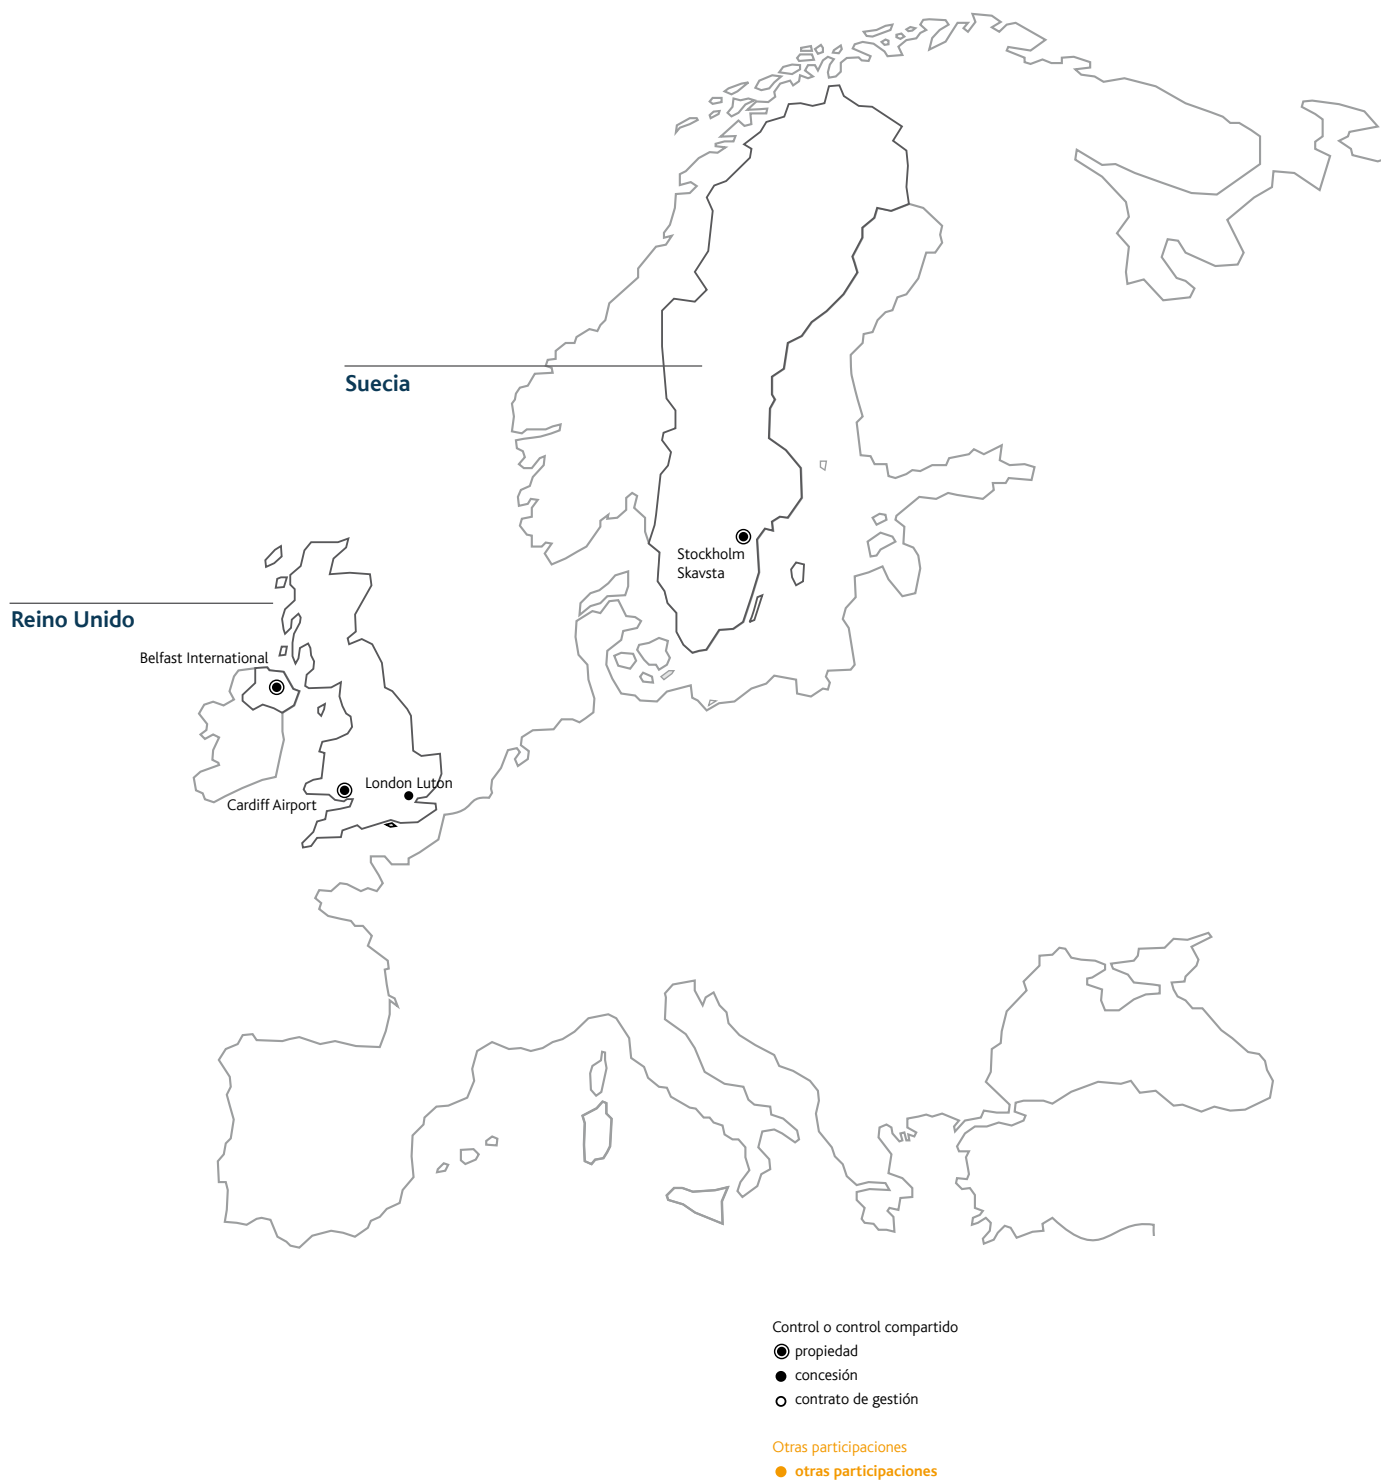 Suecia
Stockholm
Skavsta
Reino Unido
Belfast International
London Luton
Cardiff Airport
Control o control compartido
propiedad
concesión
contrato de gestión
Otras participaciones
otras participaciones